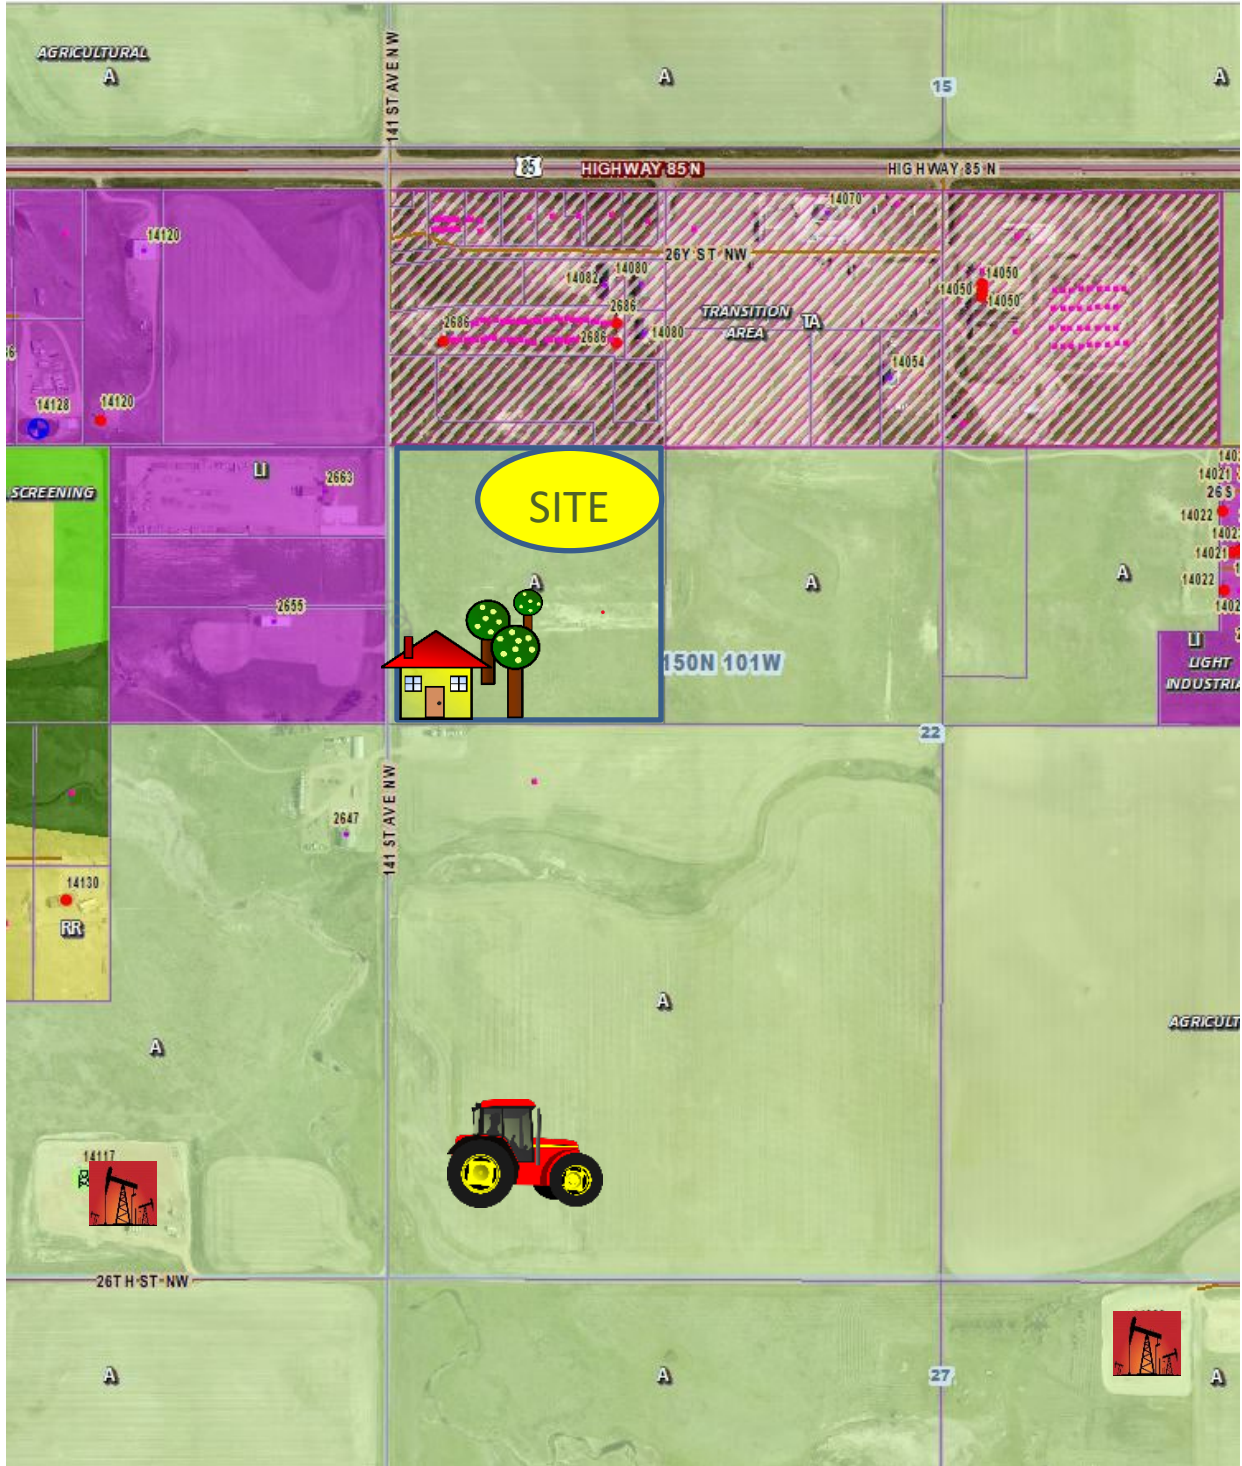 AGRICULTURAL
A
A
A
141 ST AVE NW
15
85
HIGHWAY 85 N
HIGHWAY 85 N
14120
14070
26Y ST NW
14082
14080
14050
14050
14050
2686
2686
2686
14080
TRANSITION
AREA
TA
14054
14128
14120
LI
2663
SCREENING
SITE
14021
26 S
14022
14021
14022
A
A
A
2655
150N 101W
LI
LIGHT
INDUSTRIA
22
2647
141 ST AVE NW
14130
RR
A
A
AGRICULT
14117
26TH ST NW
A
A
27
A